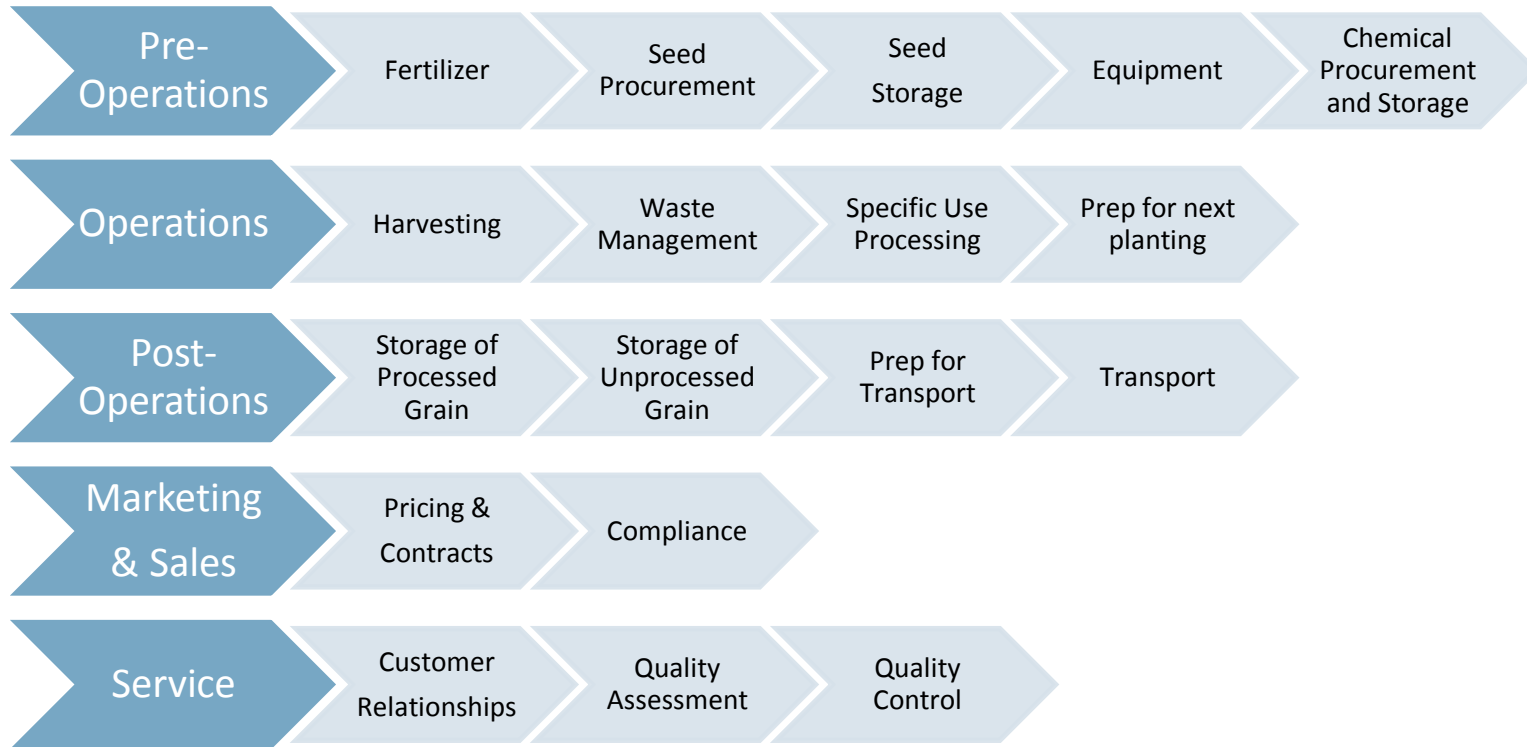 Pre-
Operations
Fertilizer
Seed
Procurement
Seed
Storage
Equipment
Chemical
Procurement
and Storage
Operations
Harvesting
Waste
Management
Specific Use
Processing
Prep for next
planting
Post-
Operations
Storage of
Processed
Grain
Storage of
Unprocessed
Grain
Prep for
Transport
Transport
Marketing
& Sales
Pricing &
Contracts
Compliance
Service
Customer
Relationships
Quality
Assessment
Quality
Control